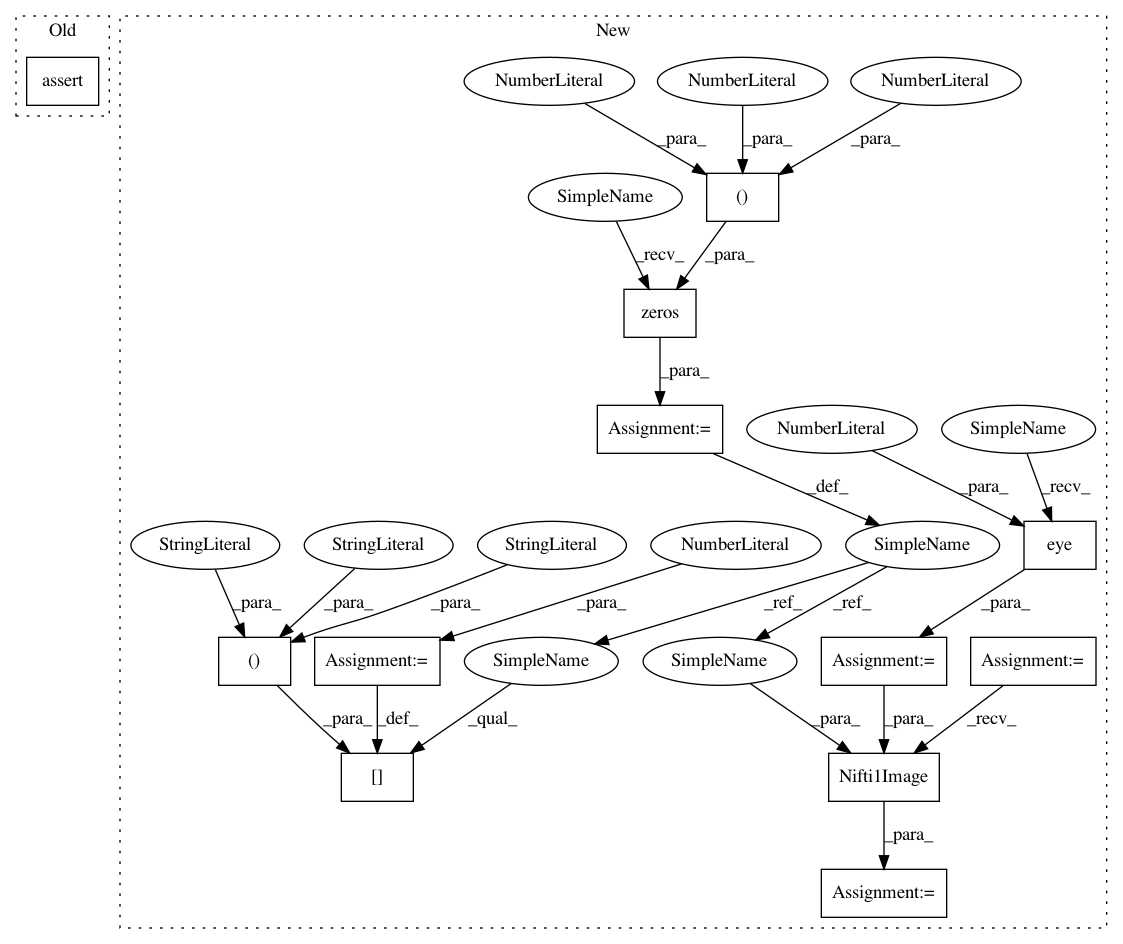 Old
New
assert
NumberLiteral
NumberLiteral
NumberLiteral
_para_
_para_
_para_
SimpleName
()
_recv_
_para_
zeros
_para_
Assignment:=
NumberLiteral
SimpleName
_def_
_para_
_recv_
StringLiteral
StringLiteral
StringLiteral
NumberLiteral
SimpleName
eye
_para_
_para_
_para_
_para_
_ref_
_ref_
_para_
()
Assignment:=
SimpleName
SimpleName
Assignment:=
Assignment:=
_para_
_def_
_qual_
_para_
_para_
_recv_
[]
Nifti1Image
_para_
Assignment:=